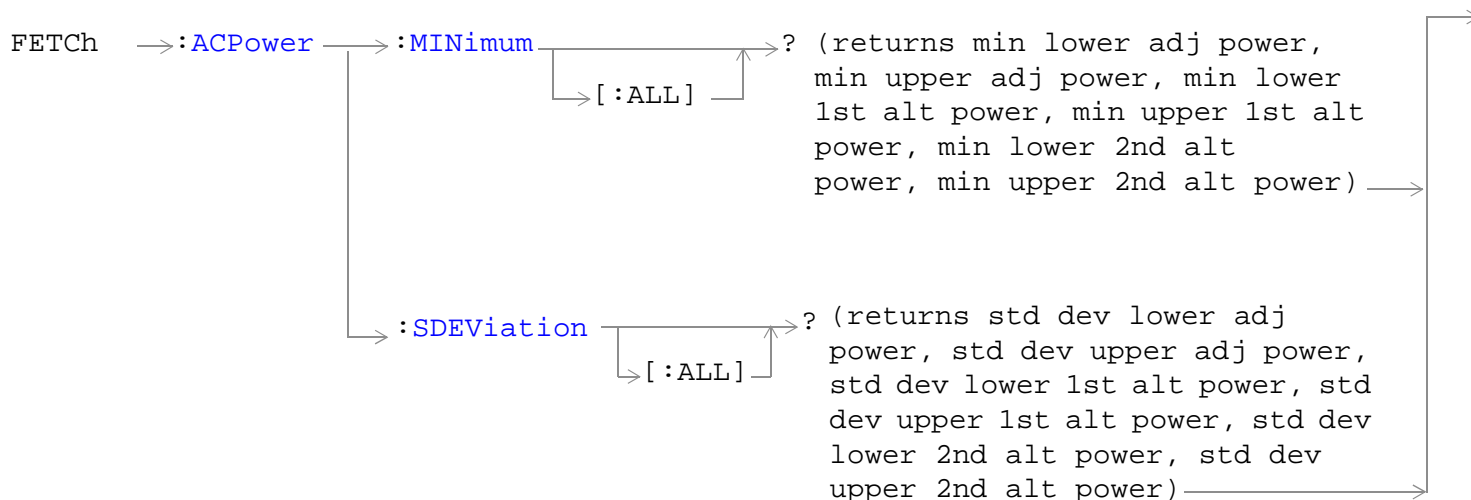 FETCh :ACPower :MINimum ? (returns min lower adj power,
min upper adj power, min lower
[:ALL]
1st alt power, min upper 1st alt
power, min lower 2nd alt
power, min upper 2nd alt power)
:SDEViation ? (returns std dev lower adj
power, std dev upper adj power,
[:ALL]
std dev lower 1st alt power, std
dev upper 1st alt power, std dev
lower 2nd alt power, std dev
upper 2nd alt power)